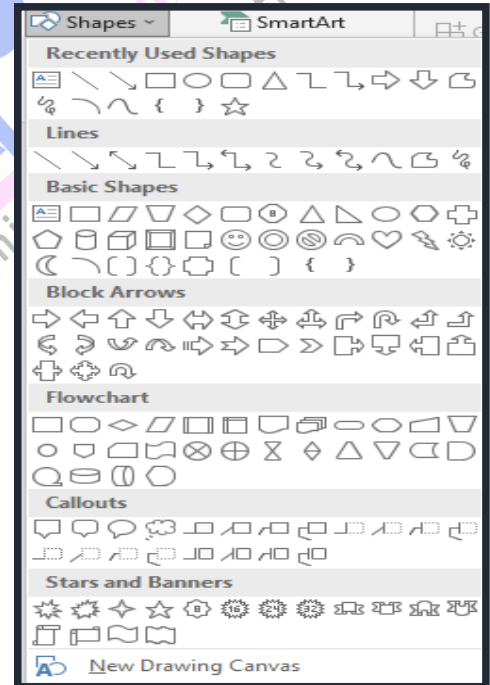 Shapes SmartArt
Recently Used Shapes
Lines
Basic Shapes
Block Arrows
Flowchart
Callouts
Stars and Banners
New Drawing Canvas